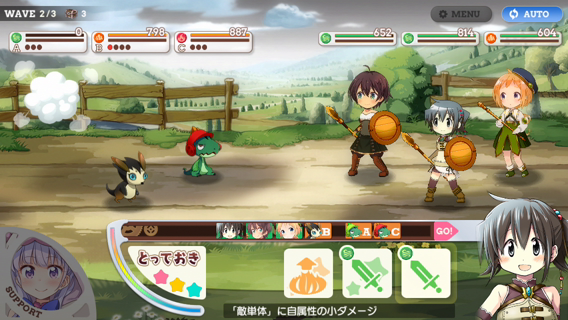 WAVE 2/3 3
MENU
AUTO
0
A
798
B
887
C
652
814
604
B A C GO!
とっておき
SUPPORT
「敵単体」に自属性の小ダメージ